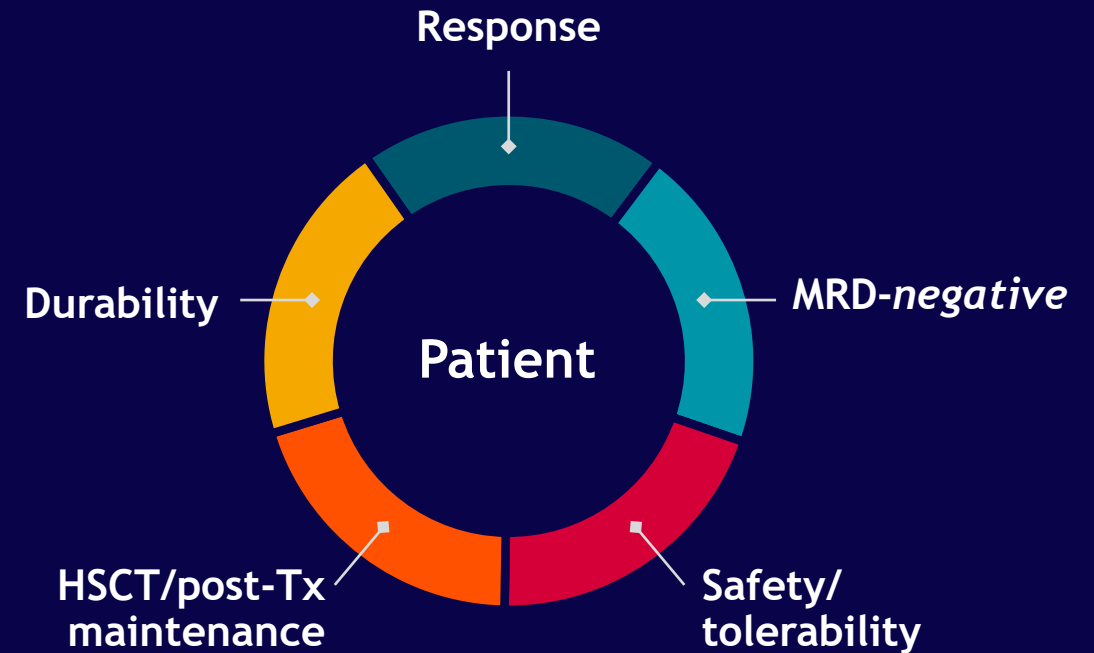 Response
Durability
MRD-negative
Patient
HSCT/post-Tx
maintenance
Safety/
tolerability